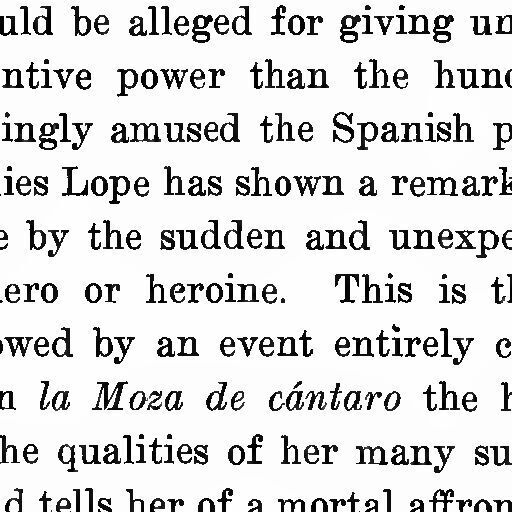 uld be alleged for giving un
ntive power than the hund
ingly amused the Spanish p
ies Lope has shown a remark
e by the sudden and unexpe
ero or heroine. This is th
owed by an event entirely c
n la Moza de cántaro the h
he qualities of her many su
d tells her of a mortal affron